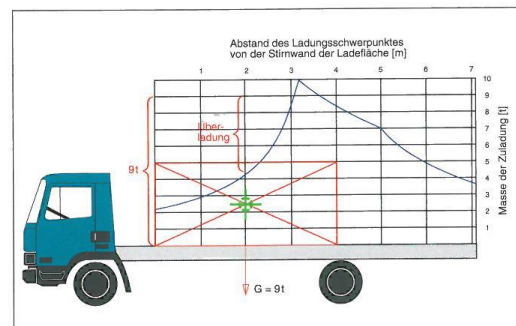 Abstand des Ladungsschwerpunktes
von der Stirnwand der Ladefläche [m]
1 2 3 4 5 6 7
10
9
8
7
6
5
4
3
2
1
Masse der Zuladung [t]
Über-
ladung
9t
G = 9t